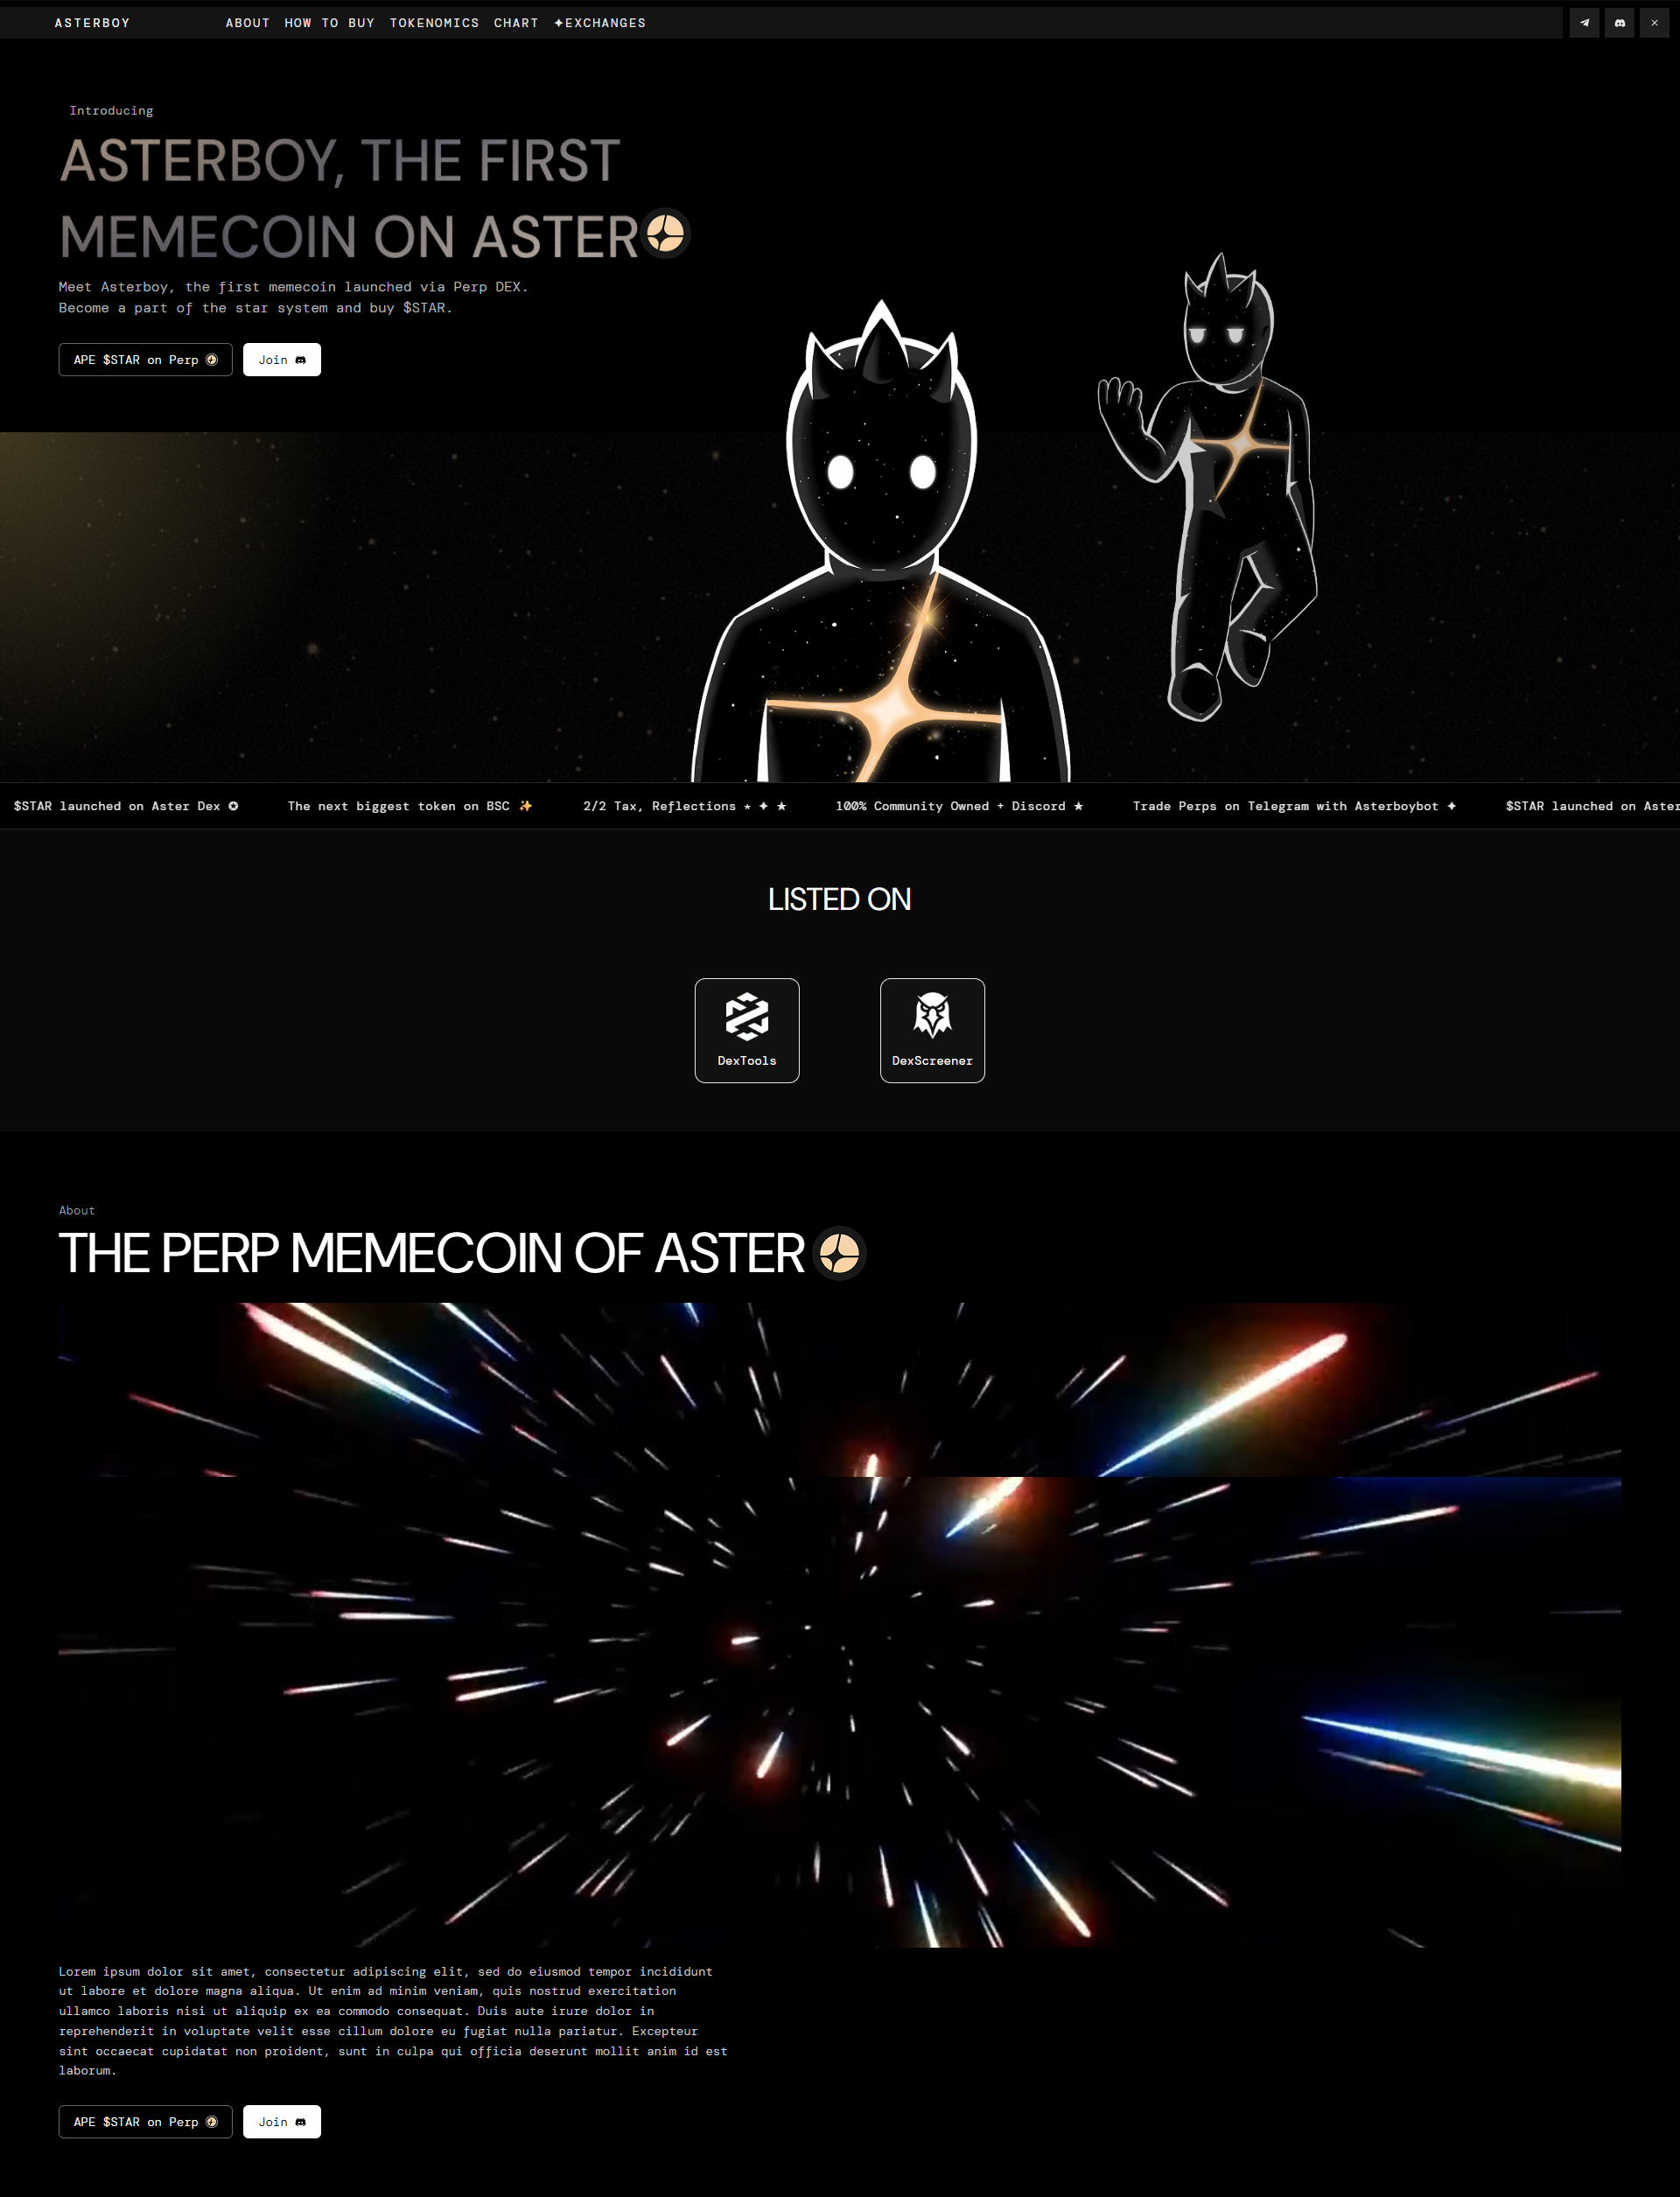 ASTERBOY
ABOUT HOW TO BUY TOKENOMICS CHART ✦EXCHANGES
Introducing
ASTERBOY, THE FIRST
MEMECOIN ON ASTER
Meet Asterboy, the first memecoin launched via Perp DEX.
Become a part of the star system and buy $STAR.
APE $STAR on Perp
Join
$STAR launched on Aster Dex ✪ The next biggest token on BSC ✨ 2/2 Tax, Reflections ⋆ ✦ ★ 100% Community Owned + Discord ★ Trade Perps on Telegram with Asterboybot ✦ $STAR launched on Aster
LISTED ON
DexTools
DexScreener
About
THE PERP MEMECOIN OF ASTER
Lorem ipsum dolor sit amet, consectetur adipiscing elit, sed do eiusmod tempor incididunt
ut labore et dolore magna aliqua. Ut enim ad minim veniam, quis nostrud exercitation
ullamco laboris nisi ut aliquip ex ea commodo consequat. Duis aute irure dolor in
reprehenderit in voluptate velit esse cillum dolore eu fugiat nulla pariatur. Excepteur
sint occaecat cupidatat non proident, sunt in culpa qui officia deserunt mollit anim id est
laborum.
APE $STAR on Perp
Join